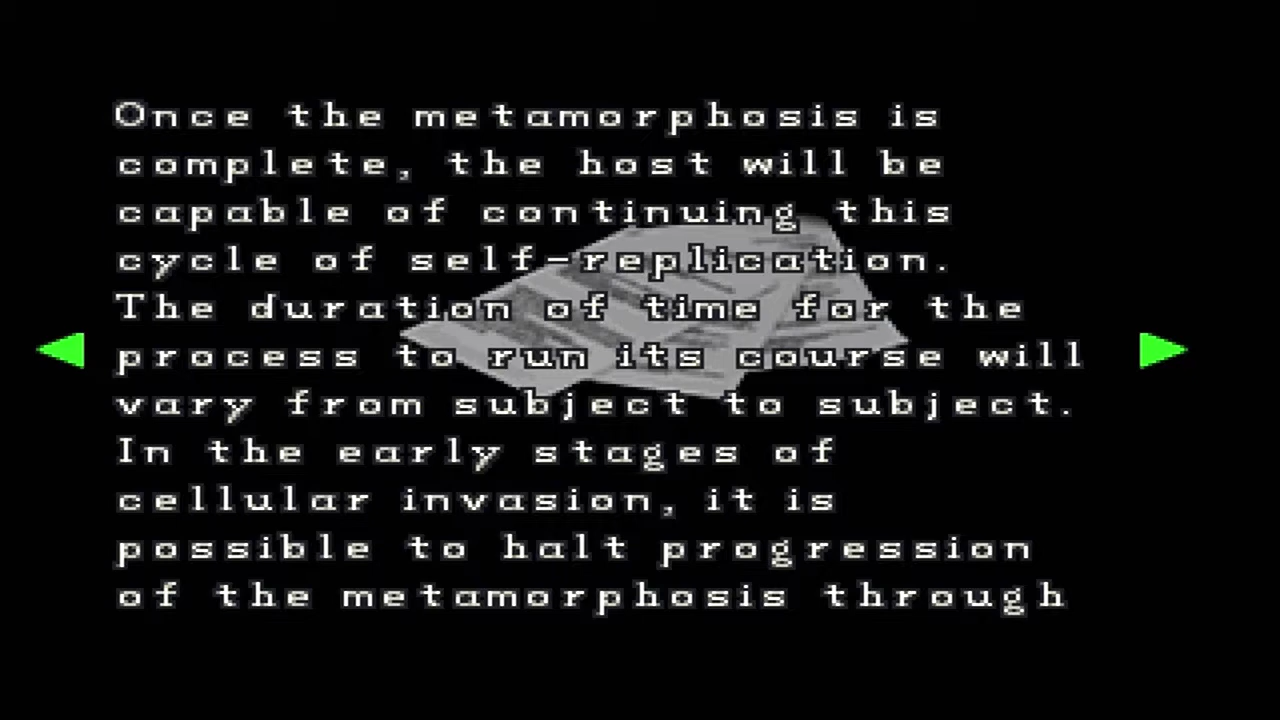 Once the metamorphosis is
complete, the host will be
capable of continuing this
cycle of self-replication.
The duration of time for the
process to run its course will
vary from subject to subject.
In the early stages of
cellular invasion, it is
possible to halt progression
of the metamorphosis through